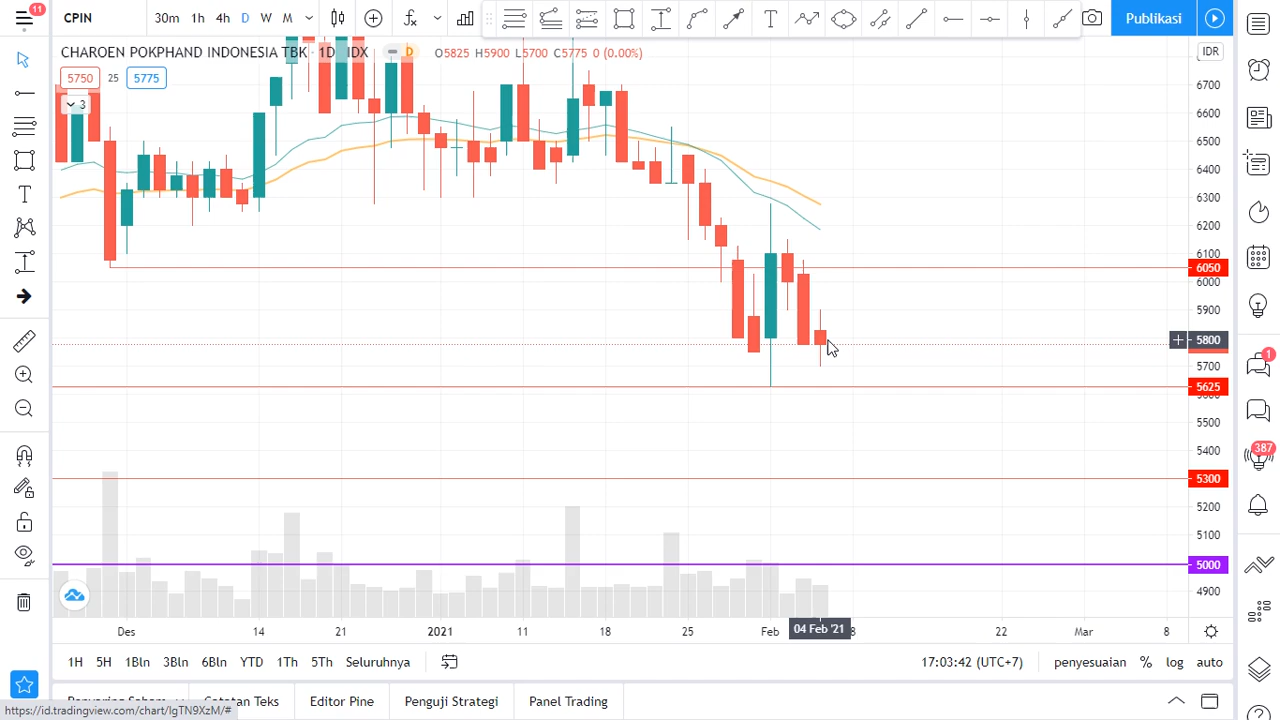 11
CPIN
30m 1h 4h D W M
Publikasi
CHAROEN POKPHAND INDONESIA TBK · 1D · IDX
D
O5825 H5900 L5700 C5775 0 (0.00%)
IDR
5750 25 5775
3
6700
6600
6500
6400
6300
6200
6100
6050
6000
5900
5800
5700
5625
5500
5400
5300
5200
5100
5000
4900
1
387
Des 14 21 2021 11 18 25 Feb 04 Feb '21 22 Mar 8
1H 5H 1Bln 3Bln 6Bln YTD 1Th 5Th Seluruhnya
17:03:42 (UTC+7) penyesuaian % log auto
Catatan Teks Editor Pine Penguji Strategi Panel Trading
https://id.tradingview.com/chart/IgTN9XzM/#